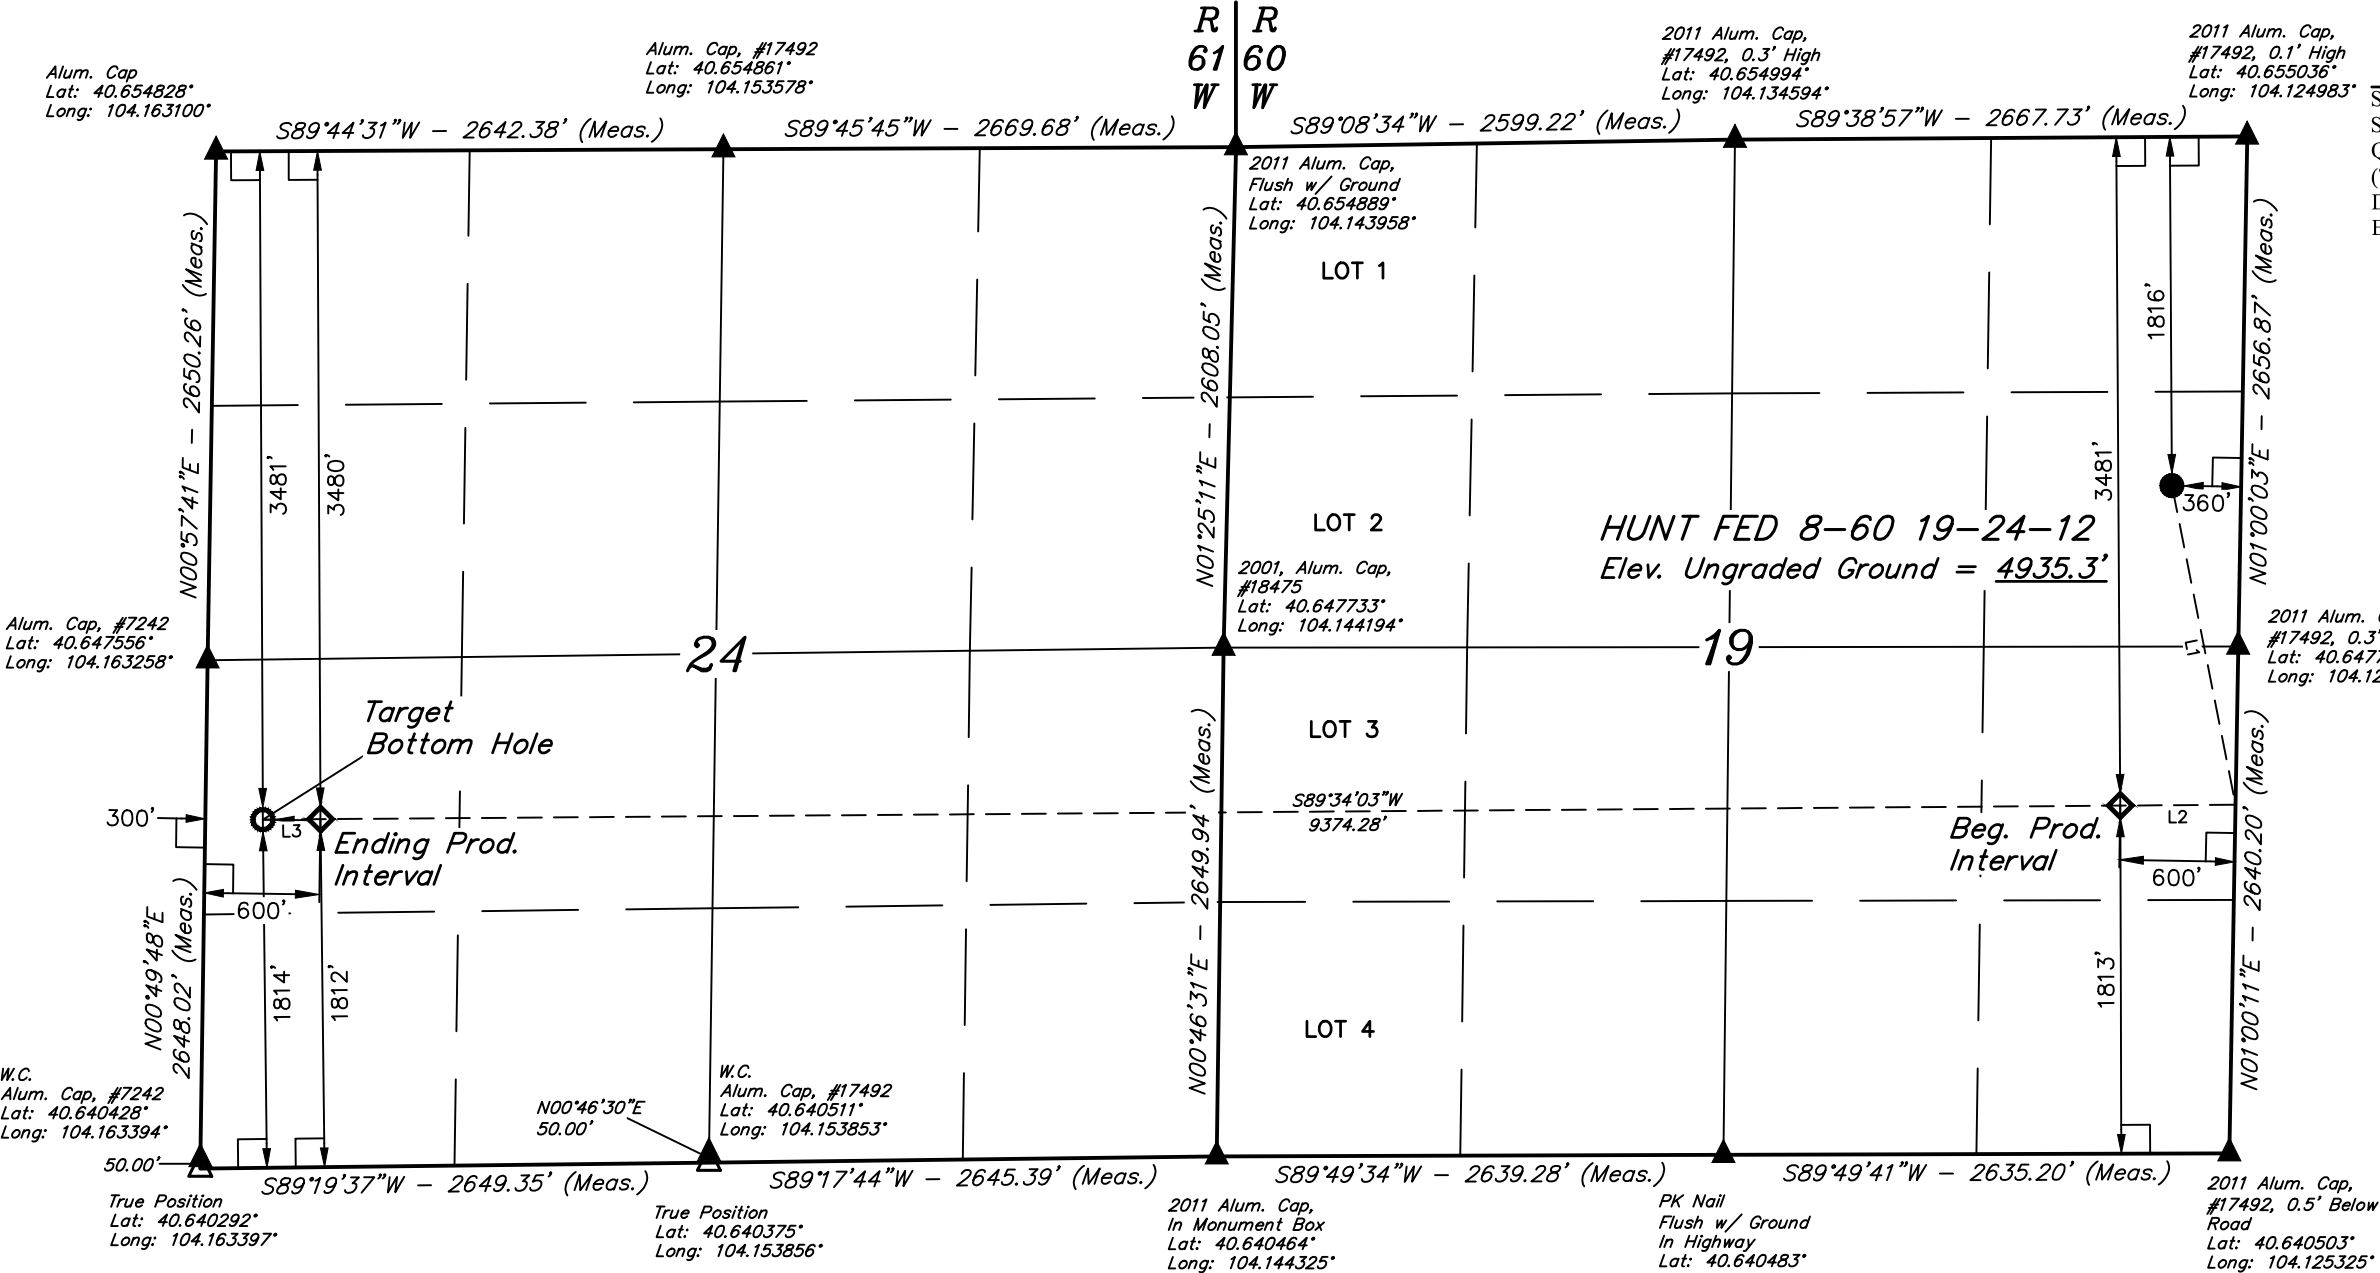 R R
61 60
W W
Alum. Cap
Lat: 40.654828°
Long: 104.163100°
Alum. Cap, #17492
Lat: 40.654861°
Long: 104.153578°
2011 Alum. Cap,
#17492, 0.3' High
Lat: 40.654994°
Long: 104.134594°
2011 Alum. Cap,
#17492, 0.1' High
Lat: 40.655036°
Long: 104.124983°
S89°44'31"W - 2642.38' (Meas.)
S89°45'45"W - 2669.68' (Meas.)
S89°08'34"W - 2599.22' (Meas.)
S89°38'57"W - 2667.73' (Meas.)
2011 Alum. Cap,
Flush w/ Ground
Lat: 40.654889°
Long: 104.143958°
N00°57'41"E - 2650.26' (Meas.)
3481'
3480'
N01°25'11"E - 2608.05' (Meas.)
LOT 1
LOT 2
1816'
3481'
360'
N01°00'03"E - 2656.87' (Meas.)
HUNT FED 8-60 19-24-12
Elev. Ungraded Ground = 4935.3'
2001, Alum. Cap,
#18475
Lat: 40.647733°
Long: 104.144194°
Alum. Cap, #7242
Lat: 40.647556°
Long: 104.163258°
24
19
L1
2011 Alum.
#17492, 0.3'
Lat:
Long:
Target
Bottom Hole
LOT 3
300'
L3
Ending Prod.
Interval
600'
S89°34'03"W
9374.28'
Beg. Prod.
Interval
L2
600'
N00°49'48"E
2648.02' (Meas.)
1814'
1812'
N00°46'31"E - 2649.94' (Meas.)
LOT 4
1813'
N01°00'11"E - 2640.20' (Meas.)
W.C.
Alum. Cap, #7242
Lat: 40.640428°
Long: 104.163394°
50.00'
N00°46'30"E
50.00'
W.C.
Alum. Cap, #17492
Lat: 40.640511°
Long: 104.153853°
S89°19'37"W - 2649.35' (Meas.)
S89°17'44"W - 2645.39' (Meas.)
S89°49'34"W - 2639.28' (Meas.)
S89°49'41"W - 2635.20' (Meas.)
True Position
Lat: 40.640292°
Long: 104.163397°
True Position
Lat: 40.640375°
Long: 104.153856°
2011 Alum. Cap,
In Monument Box
Lat: 40.640464°
Long: 104.144325°
PK Nail
Flush w/ Ground
In Highway
Lat: 40.640483°
2011 Alum. Cap,
#17492, 0.5' Below
Road
Lat: 40.640503°
Long: 104.125325°